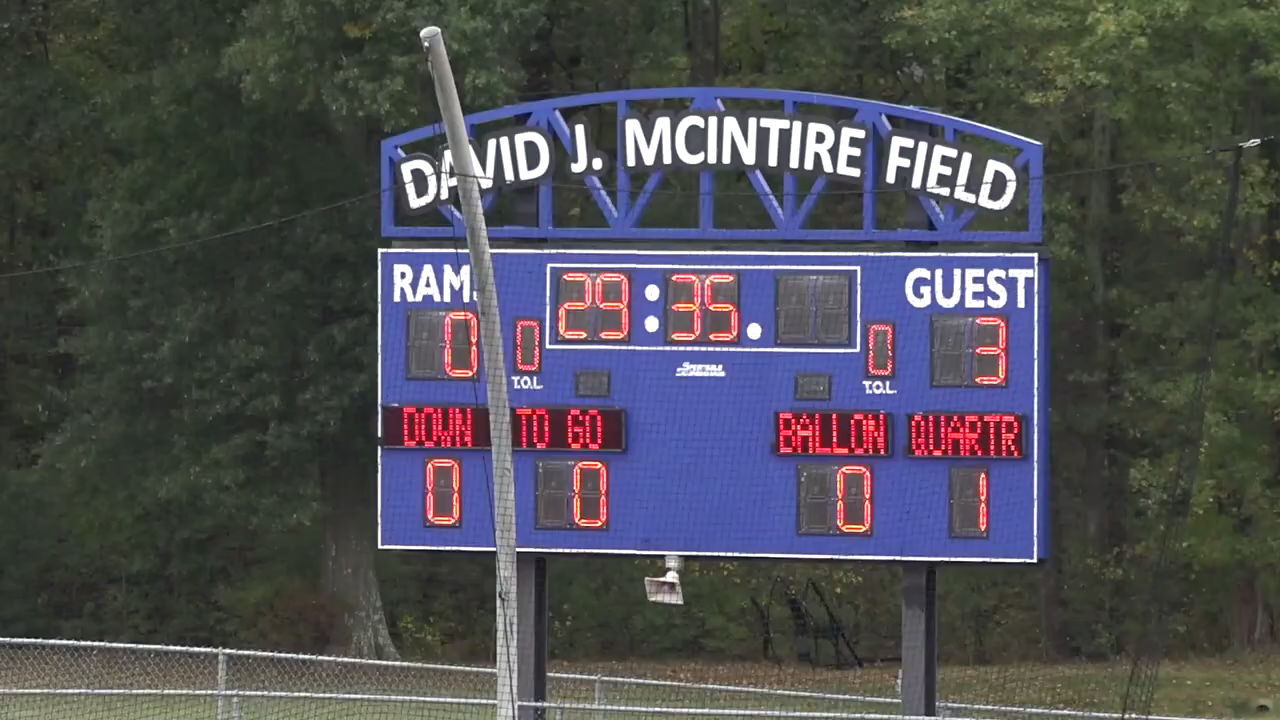 DAVID J. MCINTIRE FIELD
RAM
29:35.
GUEST
0
0
0
3
T.O.L.
T.O.L.
DOWN TO GO BALLON QUARTR
0
0
0
1